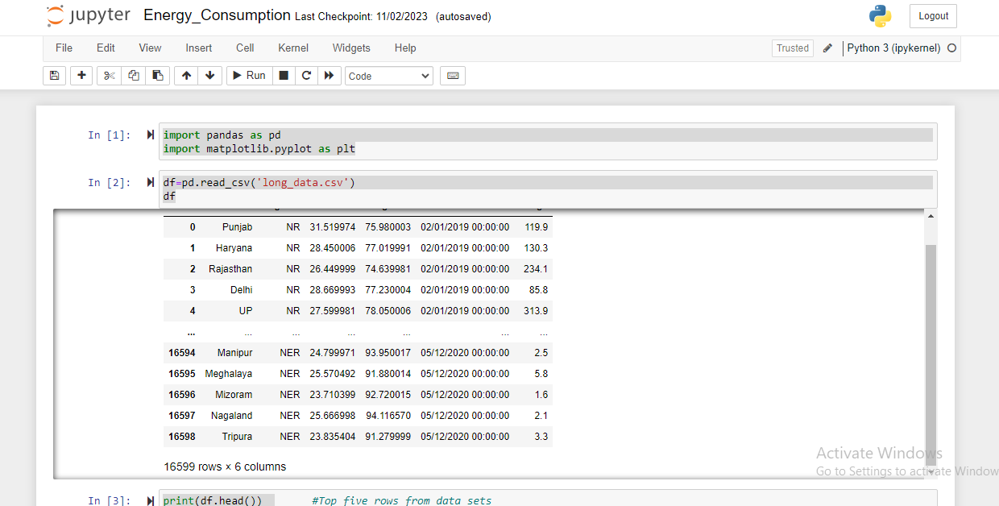 jupyter Energy_Consumption Last Checkpoint: 11/02/2023 (autosaved) Logout
File Edit View Insert Cell Kernel Widgets Help Trusted Python 3 (ipykernel)
Run Code
In [1]: import pandas as pd
import matplotlib.pyplot as plt
In [2]: df=pd.read_csv('long_data.csv')
df
0 Punjab NR 31.519974 75.980003 02/01/2019 00:00:00 119.9
1 Haryana NR 28.450006 77.019991 02/01/2019 00:00:00 130.3
2 Rajasthan NR 26.449999 74.639981 02/01/2019 00:00:00 234.1
3 Delhi NR 28.669993 77.230004 02/01/2019 00:00:00 85.8
4 UP NR 27.599981 78.050006 02/01/2019 00:00:00 313.9
... ... ... ... ... ... ...
16594 Manipur NER 24.799971 93.950017 05/12/2020 00:00:00 2.5
16595 Meghalaya NER 25.570492 91.880014 05/12/2020 00:00:00 5.8
16596 Mizoram NER 23.710399 92.720015 05/12/2020 00:00:00 1.6
16597 Nagaland NER 25.666998 94.116570 05/12/2020 00:00:00 2.1
16598 Tripura NER 23.835404 91.279999 05/12/2020 00:00:00 3.3
16599 rows × 6 columns
Activate Windows
Go to Settings to activate Window
In [3]: print(df.head()) #Top five rows from data sets